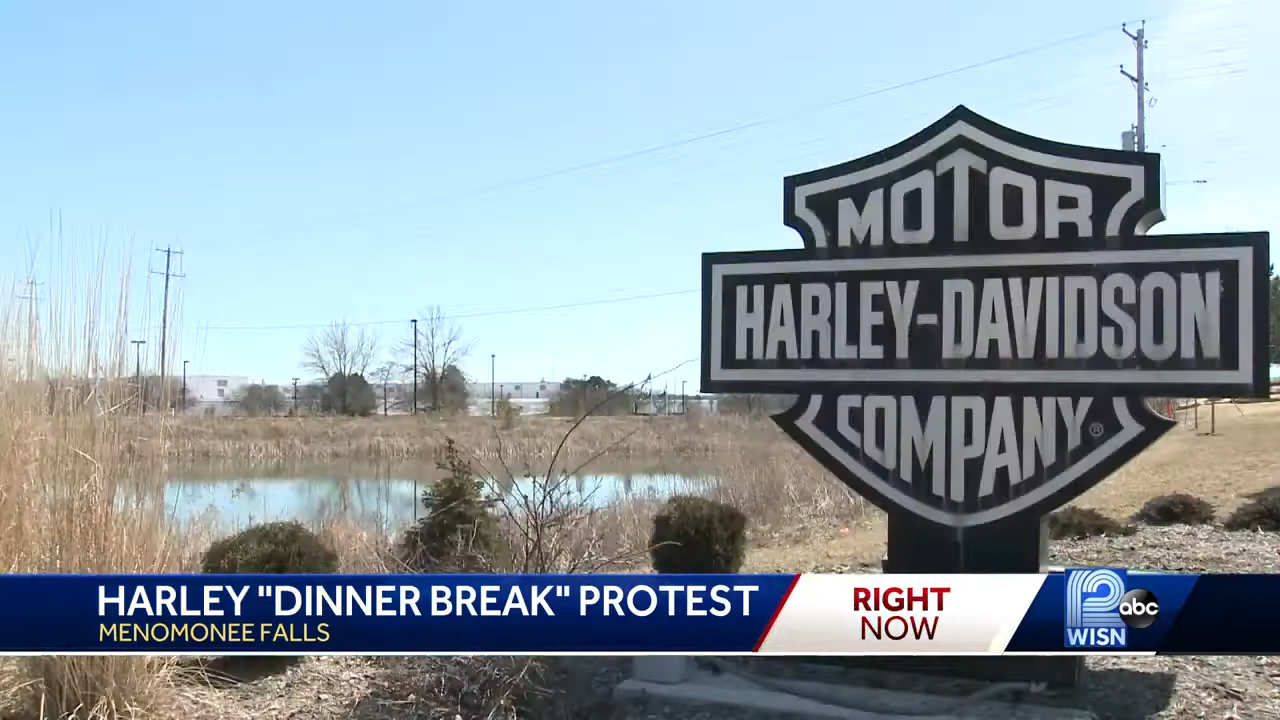 MOTOR
HARLEY-DAVIDSON
COMPANY®
HARLEY "DINNER BREAK" PROTEST
MENOMONEE FALLS
RIGHT
NOW
12
abc
WISN